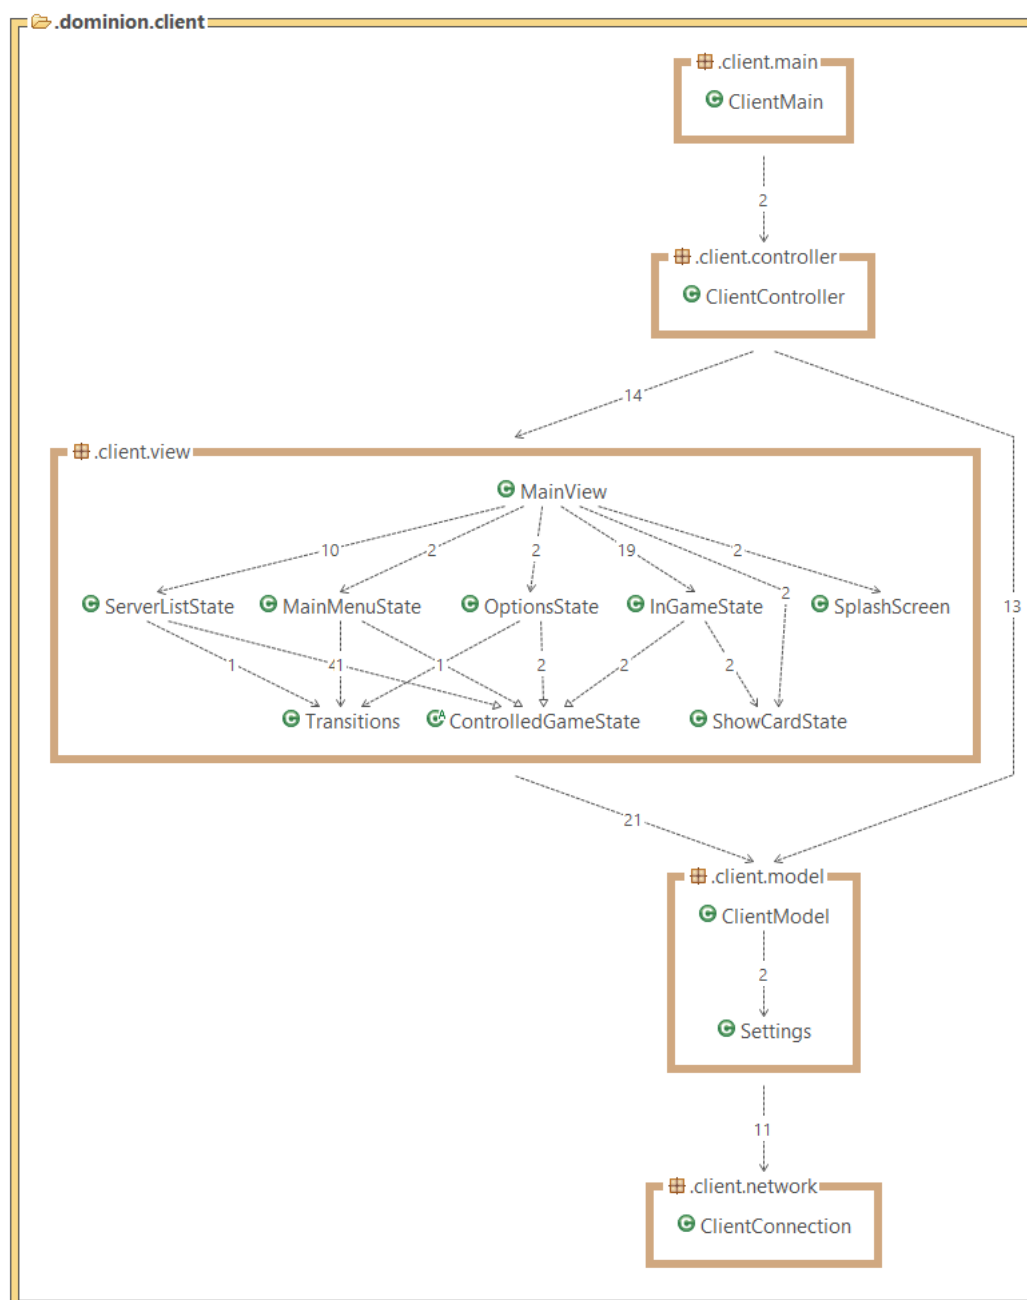 .dominion.client
.client.main
ClientMain
2
.client.controller
ClientController
14
.client.view
MainView
10
2
2
19
2
2
ServerListState
MainMenuState
OptionsState
InGameState
SplashScreen
13
1
41
1
2
2
2
Transitions
ControlledGameState
ShowCardState
21
.client.model
ClientModel
2
Settings
11
.client.network
ClientConnection